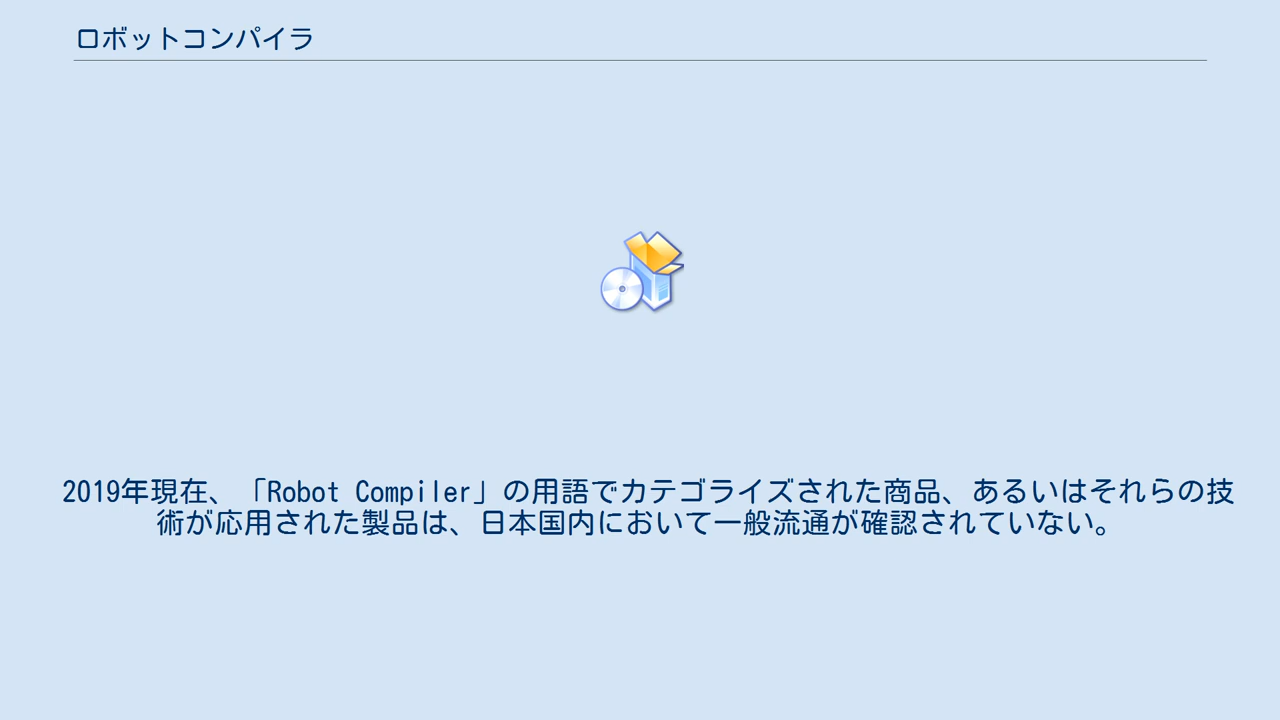 ロボットコンパイラ
2019年現在、「Robot Compiler」の用語でカテゴライズされた商品、あるいはそれらの技
術が応用された製品は、日本国内において一般流通が確認されていない。